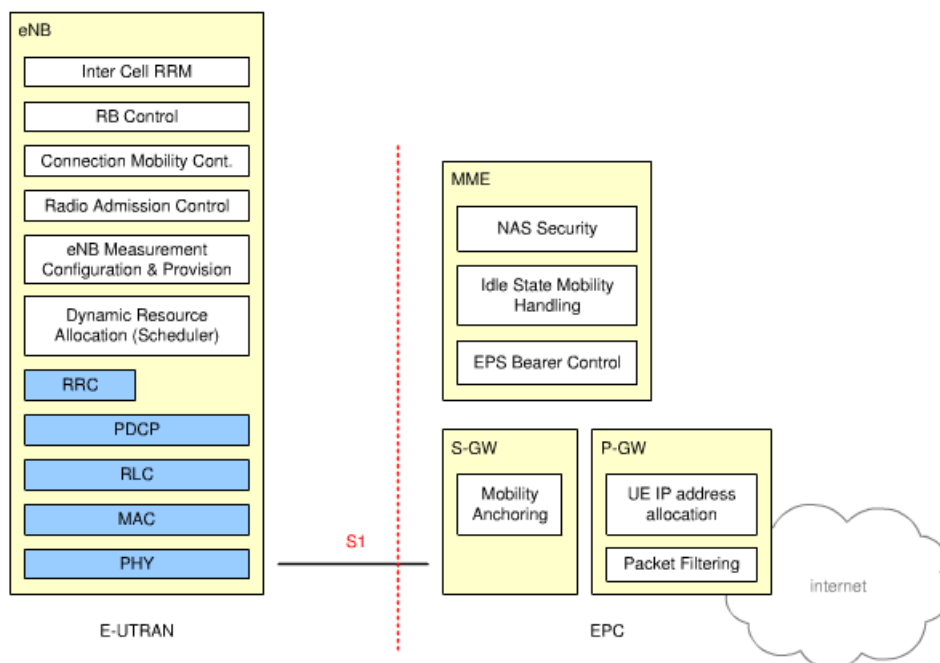 eNB
Inter Cell RRM
RB Control
Connection Mobility Cont.
Radio Admission Control
eNB Measurement
Configuration & Provision
Dynamic Resource
Allocation (Scheduler)
RRC
PDCP
RLC
MAC
PHY
E-UTRAN
S1
MME
NAS Security
Idle State Mobility
Handling
EPS Bearer Control
S-GW
Mobility
Anchoring
P-GW
UE IP address
allocation
Packet Filtering
internet
EPC